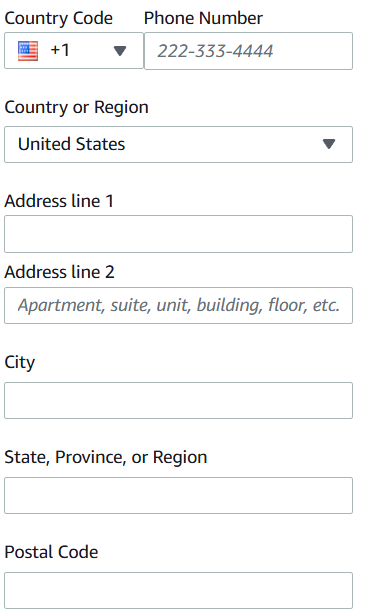 Country Code Phone Number
+1 222-333-4444
Country or Region
United States
Address line 1
Address line 2
Apartment, suite, unit, building, floor, etc.
City
State, Province, or Region
Postal Code